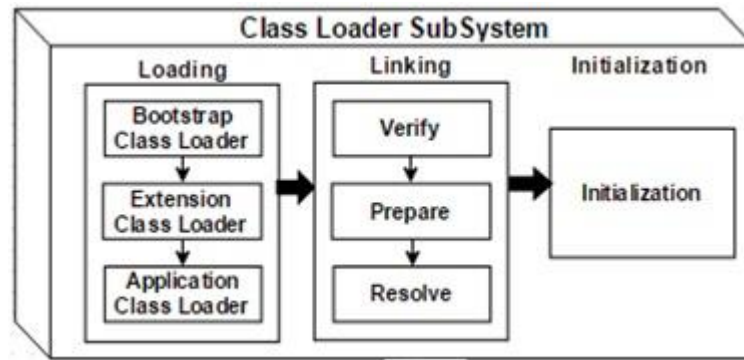 Class Loader SubSystem
Loading
Linking
Initialization
Bootstrap
Class Loader
Extension
Class Loader
Application
Class Loader
Verify
Prepare
Resolve
Initialization